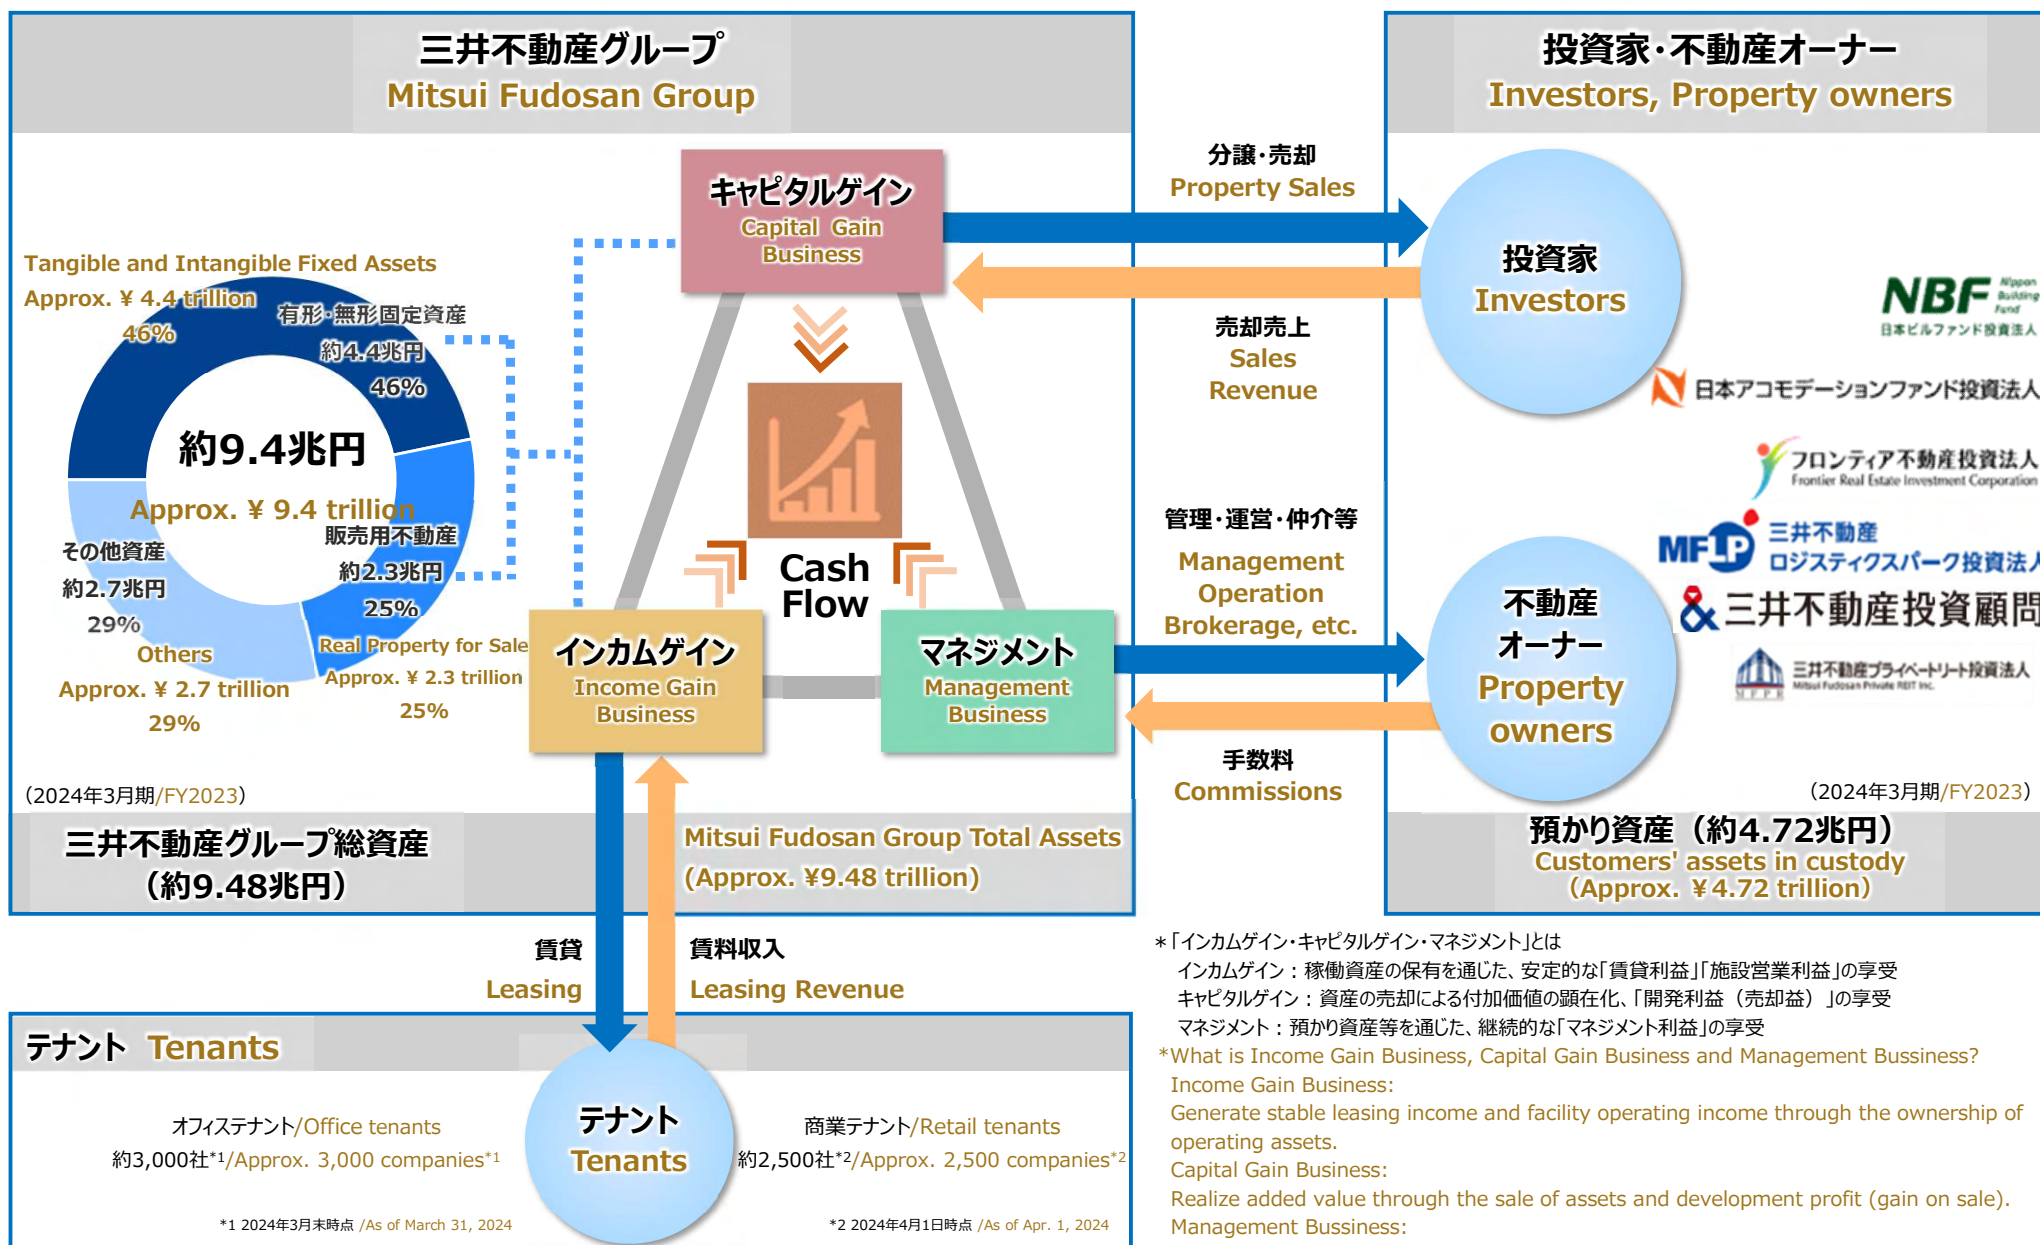 三井不動産グループ
Mitsui Fudosan Group
投資家・不動産オーナー
Investors, Property owners
Tangible and Intangible Fixed Assets
Approx. ¥ 4.4 trillion
46%
有形・無形固定資産
約4.4兆円
46%
約9.4兆円
Approx. ¥ 9.4 trillion
その他資産
約2.7兆円
29%
Others
Approx. ¥ 2.7 trillion
29%
販売用不動産
約2.3兆円
25%
Real Property for Sale
Approx. ¥ 2.3 trillion
25%
キャピタルゲイン
Capital Gain
Business
Cash
Flow
インカムゲイン
Income Gain
Business
マネジメント
Management
Business
分譲・売却
Property Sales
売却売上
Sales
Revenue
管理・運営・仲介等
Management
Operation
Brokerage, etc.
手数料
Commissions
投資家
Investors
不動産
オーナー
Property
owners
NBF Nippon
Building
Fund
日本ビルファンド投資法人
日本アコモデーションファンド投資法人
フロンティア不動産投資法人
Frontier Real Estate Investment Corporation
MFLP 三井不動産
ロジスティクスパーク投資法人
&三井不動産投資顧問
MFPR
三井不動産プライベートリート投資法人
Mitsui Fudosan Private REIT Inc.
（2024年3月期/FY2023）
三井不動産グループ総資産
（約9.48兆円）
Mitsui Fudosan Group Total Assets
(Approx. ¥9.48 trillion)
（2024年3月期/FY2023）
預かり資産（約4.72兆円）
Customers' assets in custody
（Approx. ￥4.72 trillion）
賃貸
Leasing
賃料収入
Leasing Revenue
テナント Tenants
テナント
Tenants
オフィステナント/Office tenants
約3,000社*1/Approx. 3,000 companies*1
商業テナント/Retail tenants
約2,500社*2/Approx. 2,500 companies*2
*1 2024年3月末時点 /As of March 31, 2024
*2 2024年4月1日時点 /As of Apr. 1, 2024
＊「インカムゲイン・キャピタルゲイン・マネジメント」とは
インカムゲイン：稼働資産の保有を通じた、安定的な「賃貸利益」「施設営業利益」の享受
キャピタルゲイン：資産の売却による付加価値の顕在化、「開発利益（売却益）」の享受
マネジメント：預かり資産等を通じた、継続的な「マネジメント利益」の享受
*What is Income Gain Business, Capital Gain Business and Management Bussiness?
Income Gain Business:
Generate stable leasing income and facility operating income through the ownership of
operating assets.
Capital Gain Business:
Realize added value through the sale of assets and development profit (gain on sale).
Management Bussiness: